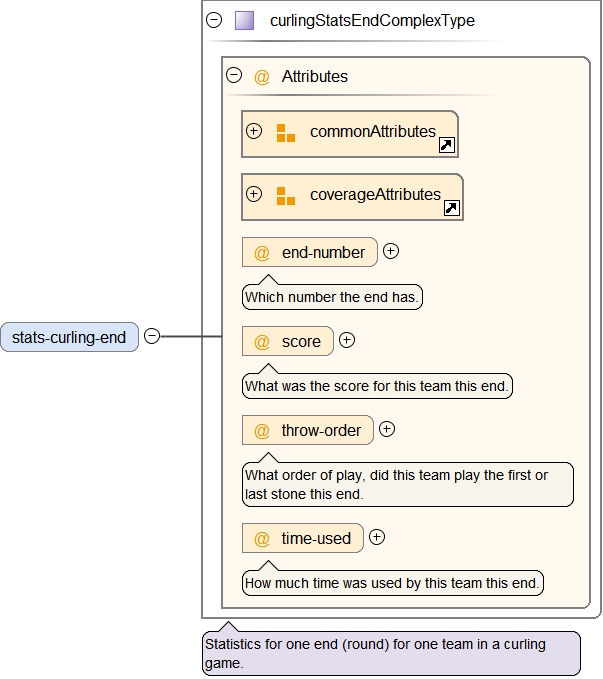 curlingStatsEndComplexType
@ Attributes
commonAttributes
coverageAttributes
@ end-number
Which number the end has.
stats-curling-end
@ score
What was the score for this team this end.
@ throw-order
What order of play, did this team play the first or
last stone this end.
@ time-used
How much time was used by this team this end.
Statistics for one end (round) for one team in a curling
game.